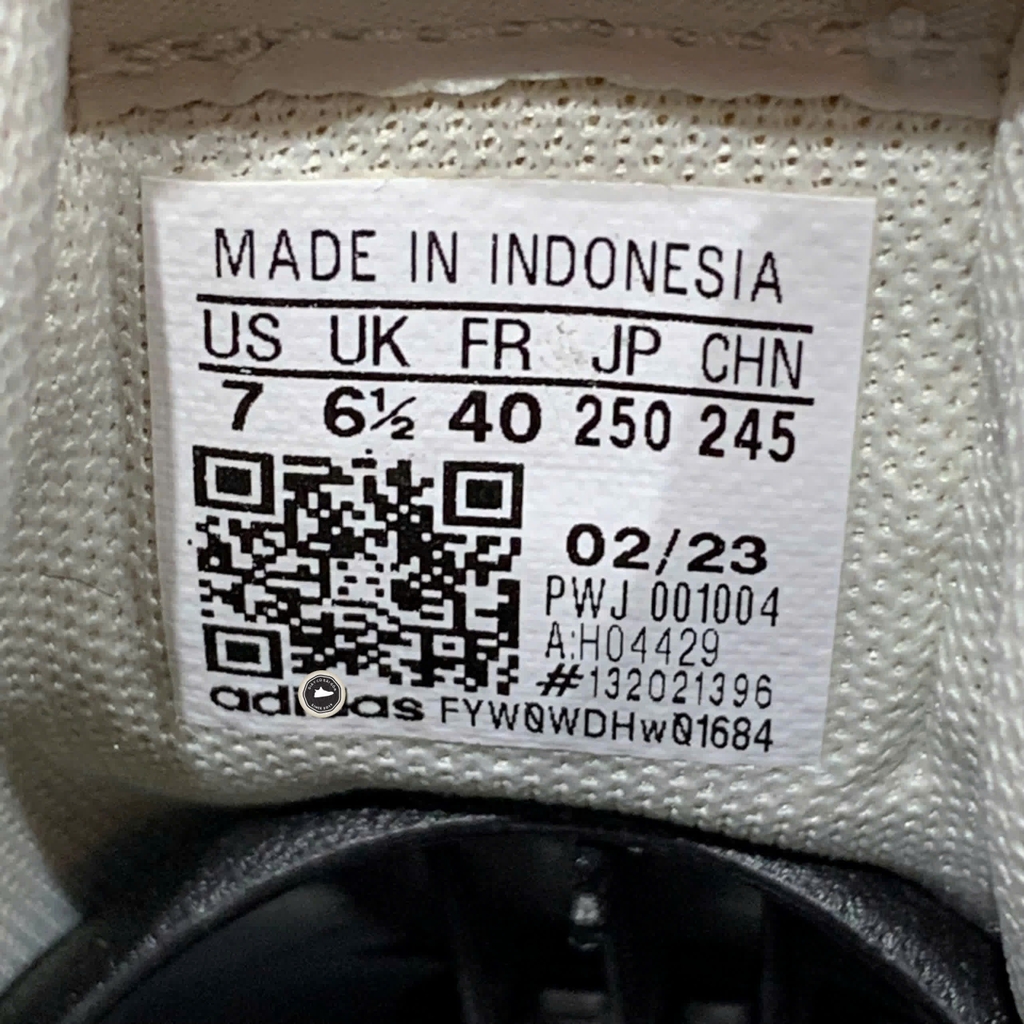 MADE IN INDONESIA
US UK FR JP CHN
7 6½ 40 250 245
02/23
PWJ 001004
A:H04429
#132021396
adidas FYWQWDHwQ1684